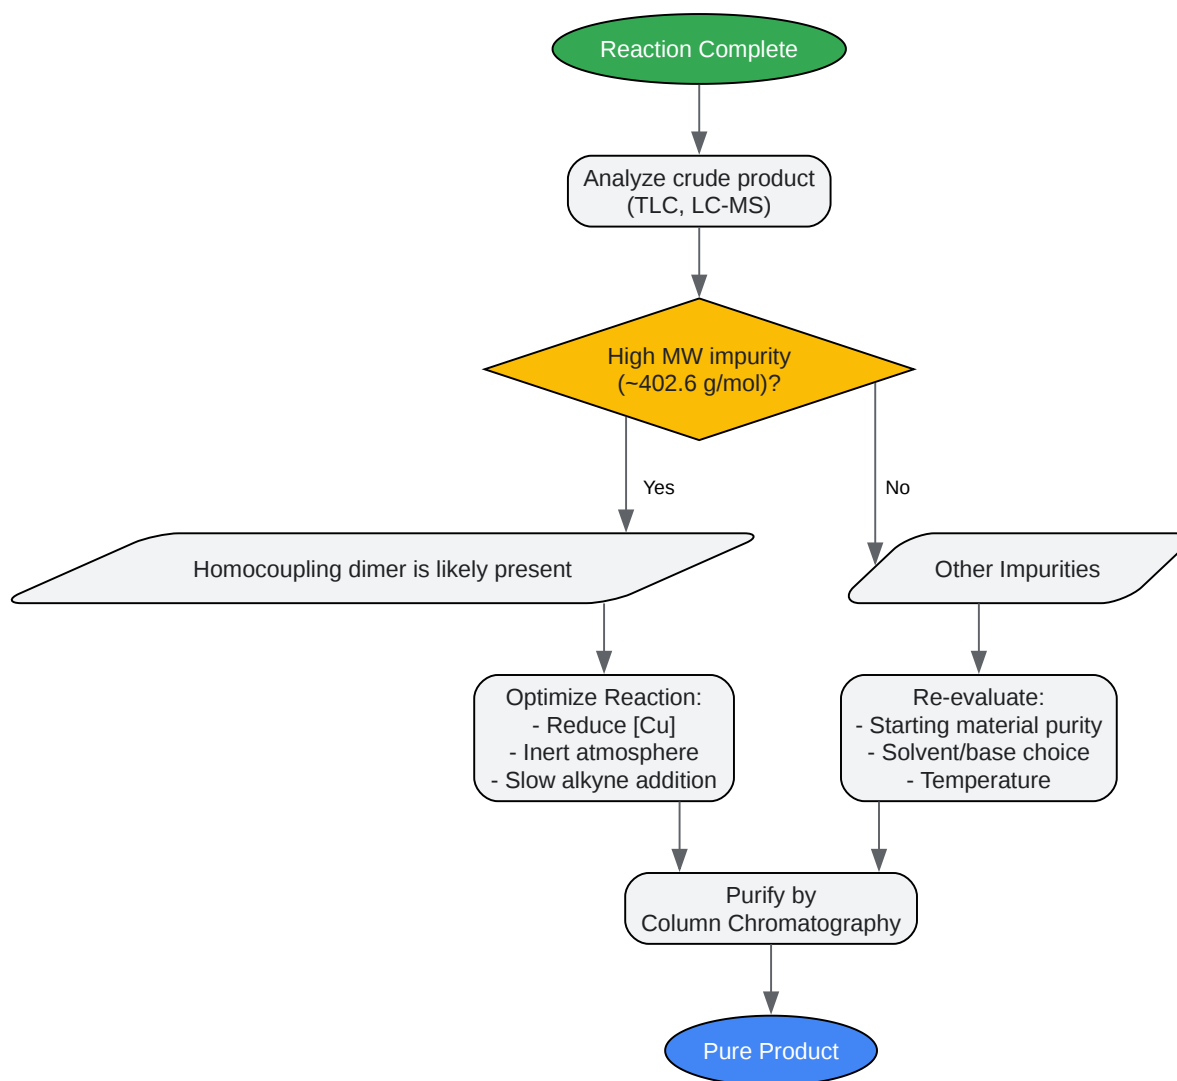 Reaction Complete
Analyze crude product
(TLC, LC-MS)
High MW impurity
(~402.6 g/mol)?
Yes
No
Homocoupling dimer is likely present
Other Impurities
Optimize Reaction:
- Reduce [Cu]
- Inert atmosphere
- Slow alkyne addition
Re-evaluate:
- Starting material purity
- Solvent/base choice
- Temperature
Purify by
Column Chromatography
Pure Product